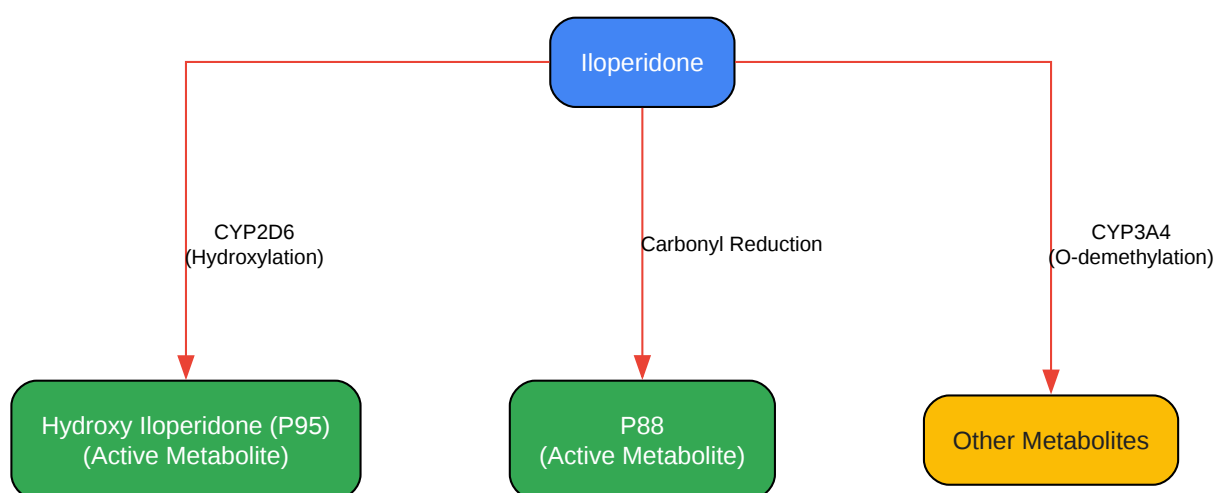 Iloperidone
CYP2D6
(Hydroxylation)
Carbonyl Reduction
CYP3A4
(O-demethylation)
Hydroxy Iloperidone (P95)
(Active Metabolite)
P88
(Active Metabolite)
Other Metabolites